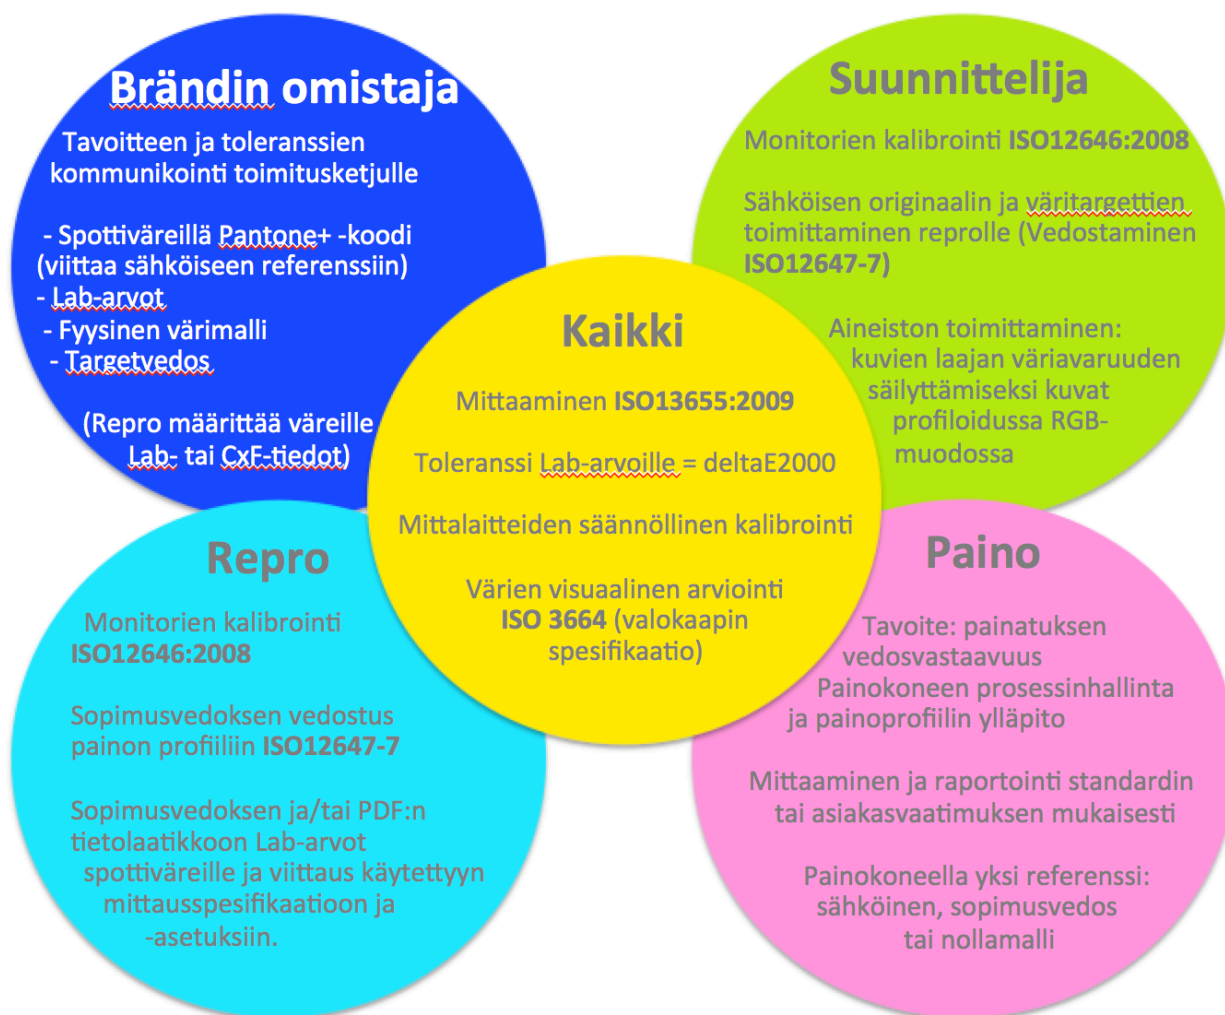 Brändin omistaja
Tavoitteen ja toleranssien
kommunikointi toimitusketjulle
- Spottiväreillä Pantone+ -koodi
(viittaa sähköiseen referenssiin)
- Lab-arvot
- Fyysinen värimalli
- Targetvedos
(Repro määrittää väreille
Lab- tai CxF-tiedot)
Suunnittelija
Monitorien kalibrointi ISO12646:2008
Sähköisen originaalin ja väritargettien
toimittaminen reprolle (Vedostaminen
ISO12647-7)
Aineiston toimittaminen:
kuvien laajan väriavaruuden
säilyttämiseksi kuvat
profiloidussa RGB-
muodossa
Kaikki
Mittaaminen ISO13655:2009
Toleranssi Lab-arvoille = deltaE2000
Mittalaitteiden säännöllinen kalibrointi
Värien visuaalinen arviointi
ISO 3664 (valokaapin
spesifikaatio)
Repro
Monitorien kalibrointi
ISO12646:2008
Sopimusvedoksen vedostus
painon profiiliin ISO12647-7
Sopimusvedoksen ja/tai PDF:n
tietolaatikkoon Lab-arvot
spottiväreille ja viittaus käytettyyn
mittausspesifikaatioon ja
-asetuksiin.
Paino
Tavoite: painatuksen
vedosvastaavuus
Painokoneen prosessinhallinta
ja painoprofiilin ylläpito
Mittaaminen ja raportointi standardin
tai asiakasvaatimuksen mukaisesti
Painokoneella yksi referenssi:
sähköinen, sopimusvedos
tai nollamalli